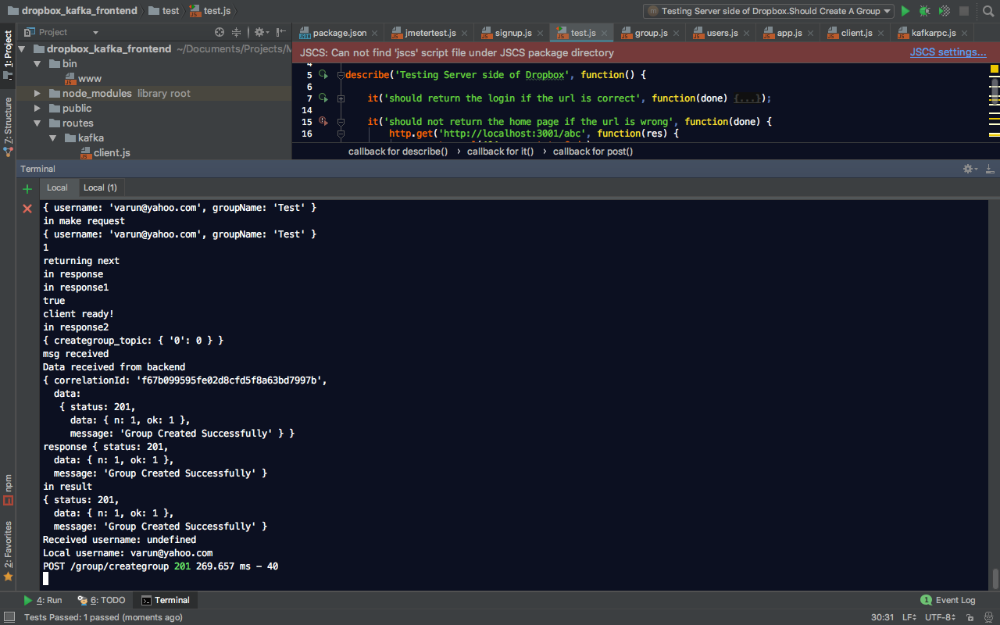 dropbox_kafka_frontend test test.js
Testing Server side of Dropbox.Should Create A Group
1: Project
Project
package.json jmetertest.js signup.js test.js group.js users.js app.js client.js kafkarpc.js
dropbox_kafka_frontend ~/Documents/Projects/M
bin
www
node_modules library root
public
routes
kafka
client.js
JSCS: Can not find 'jscs' script file under JSCS package directory JSCS settings...
5 describe('Testing Server side of Dropbox', function() {
6
7 it('should return the login if the url is correct', function(done) {...});
14
15 it('should not return the home page if the url is wrong', function(done) {
16 http.get('http://localhost:3001/abc', function(res) {
callback for describe() › callback for it() › callback for post()
7: Structure
Terminal
Local Local (1)
{ username: 'varun@yahoo.com', groupName: 'Test' }
in make request
{ username: 'varun@yahoo.com', groupName: 'Test' }
1
returning next
in response
in response1
true
client ready!
in response2
{ creategroup_topic: { '0': 0 } }
msg received
Data received from backend
{ correlationId: 'f67b099595fe02d8cfd5f8a63bd7997b',
data:
{ status: 201,
data: { n: 1, ok: 1 },
message: 'Group Created Successfully' } }
response { status: 201,
data: { n: 1, ok: 1 },
message: 'Group Created Successfully' }
in result
{ status: 201,
data: { n: 1, ok: 1 },
message: 'Group Created Successfully' }
Received username: undefined
Local username: varun@yahoo.com
POST /group/creategroup 201 269.657 ms - 40
npm
2: Favorites
4: Run 6: TODO Terminal 1 Event Log
Tests Passed: 1 passed (moments ago) 30:31 LF UTF-8